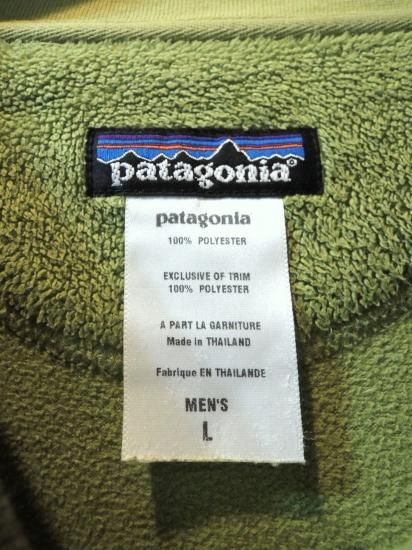 patagonia®
patagonia
100% POLYESTER
EXCLUSIVE OF TRIM
100% POLYESTER
A PART LA GARNITURE
Made in THAILAND
Fabrique EN THAILANDE
MEN'S
L